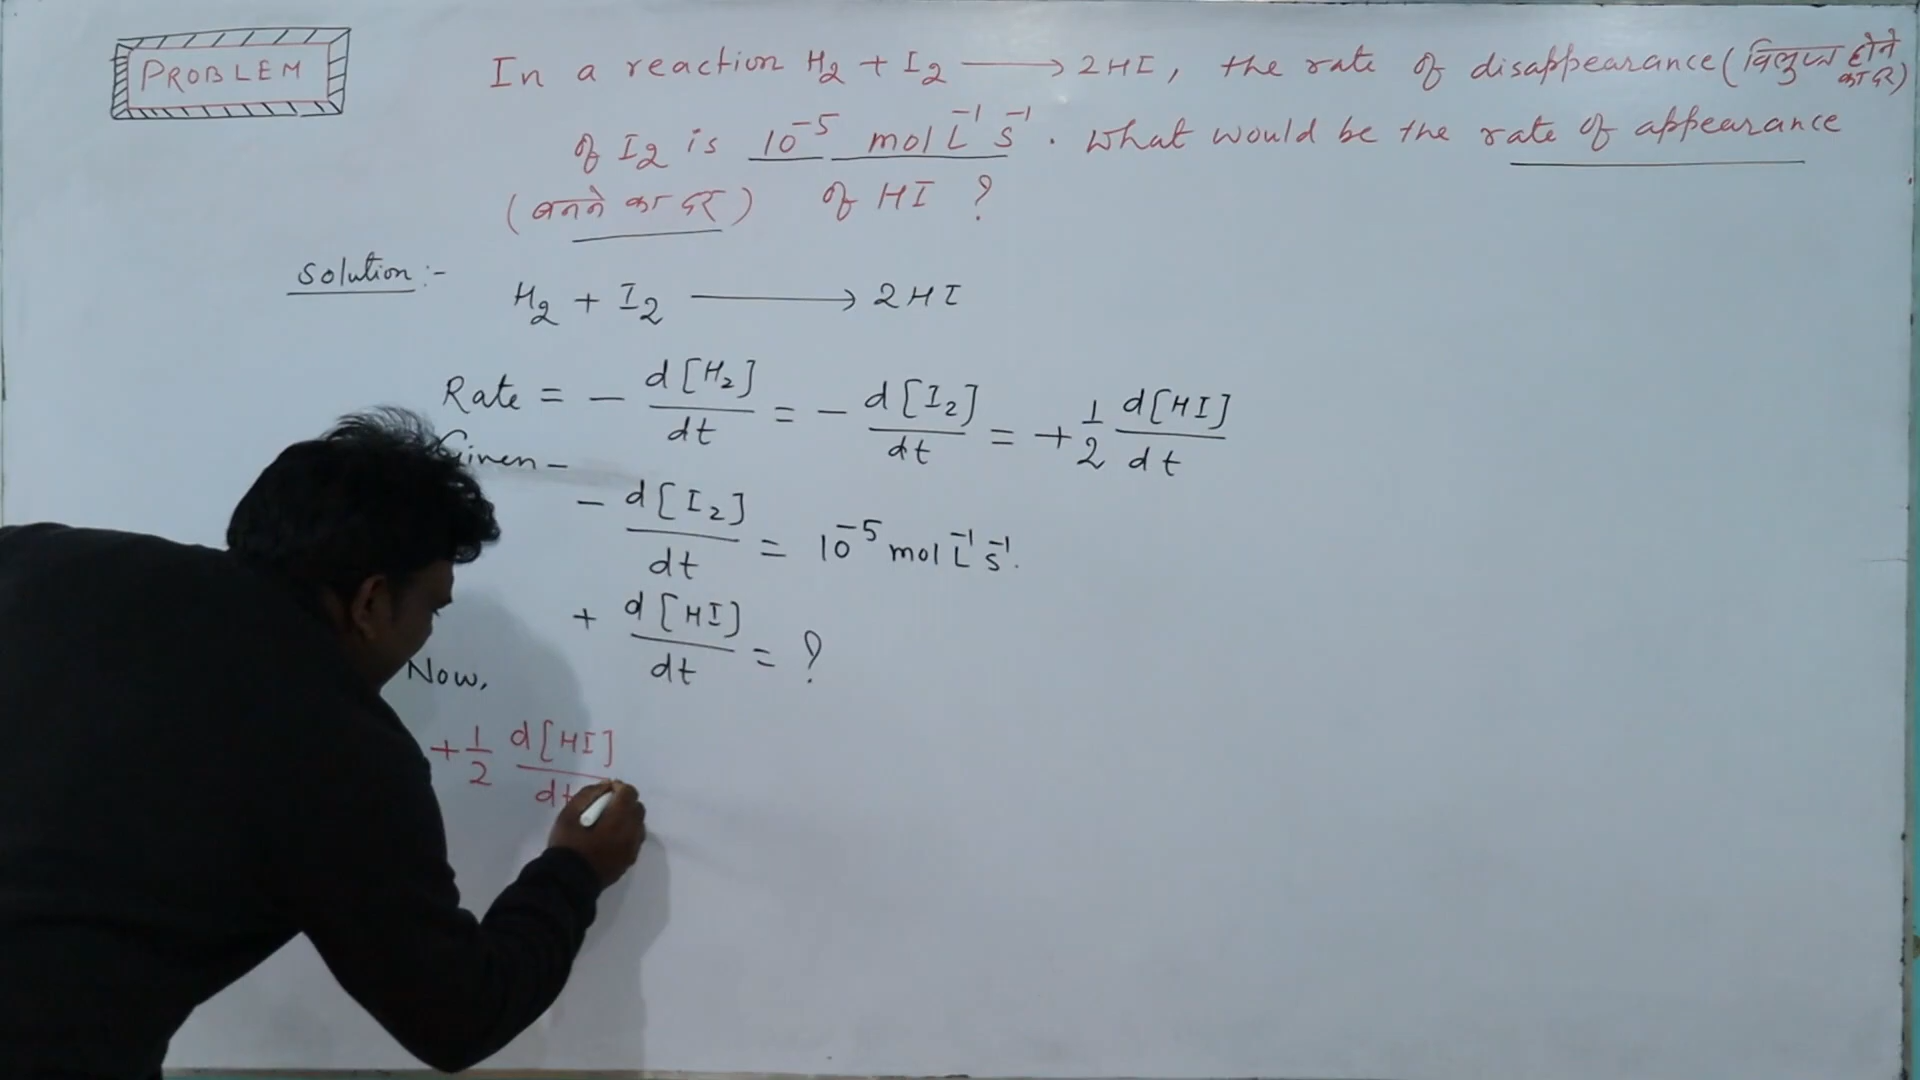 PROBLEM
In a reaction H₂ + I₂ ⟶ 2HI, the rate of disappearance (विलुप्त होने का दर)
of I₂ is 10⁻⁵ mol L⁻¹ S⁻¹. What would be the rate of appearance
(बनने का दर) of HI ?
Solution :-
H₂ + I₂ ⟶ 2HI
Rate = - d[H₂]/dt = - d[I₂]/dt = + 1/2 d[HI]/dt
Given -
- d[I₂]/dt = 10⁻⁵ mol L⁻¹ S⁻¹.
+ d[HI]/dt = ?
Now,
+ 1/2 d[HI]/dt